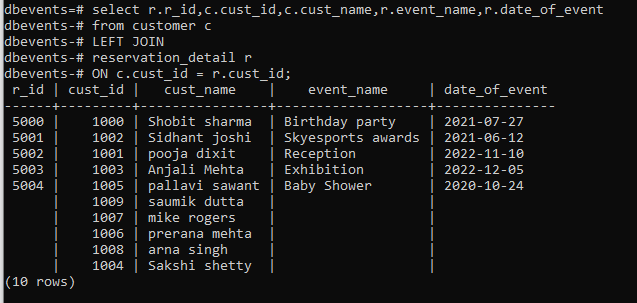 dbevents=# select r.r_id,c.cust_id,c.cust_name,r.event_name,r.date_of_event
dbevents-# from customer c
dbevents-# LEFT JOIN
dbevents-# reservation_detail r
dbevents-# ON c.cust_id = r.cust_id;
 r_id | cust_id |   cust_name    |    event_name     | date_of_event
------+---------+----------------+-------------------+---------------
 5000 |    1000 | Shobit sharma  | Birthday party    | 2021-07-27
 5001 |    1002 | Sidhant joshi  | Skyesports awards | 2021-06-12
 5002 |    1001 | pooja dixit    | Reception         | 2022-11-10
 5003 |    1003 | Anjali Mehta   | Exhibition        | 2022-12-05
 5004 |    1005 | pallavi sawant | Baby Shower       | 2020-10-24
      |    1009 | saumik dutta   |                   |
      |    1007 | mike rogers    |                   |
      |    1006 | prerana mehta  |                   |
      |    1008 | arna singh     |                   |
      |    1004 | Sakshi shetty  |                   |
(10 rows)